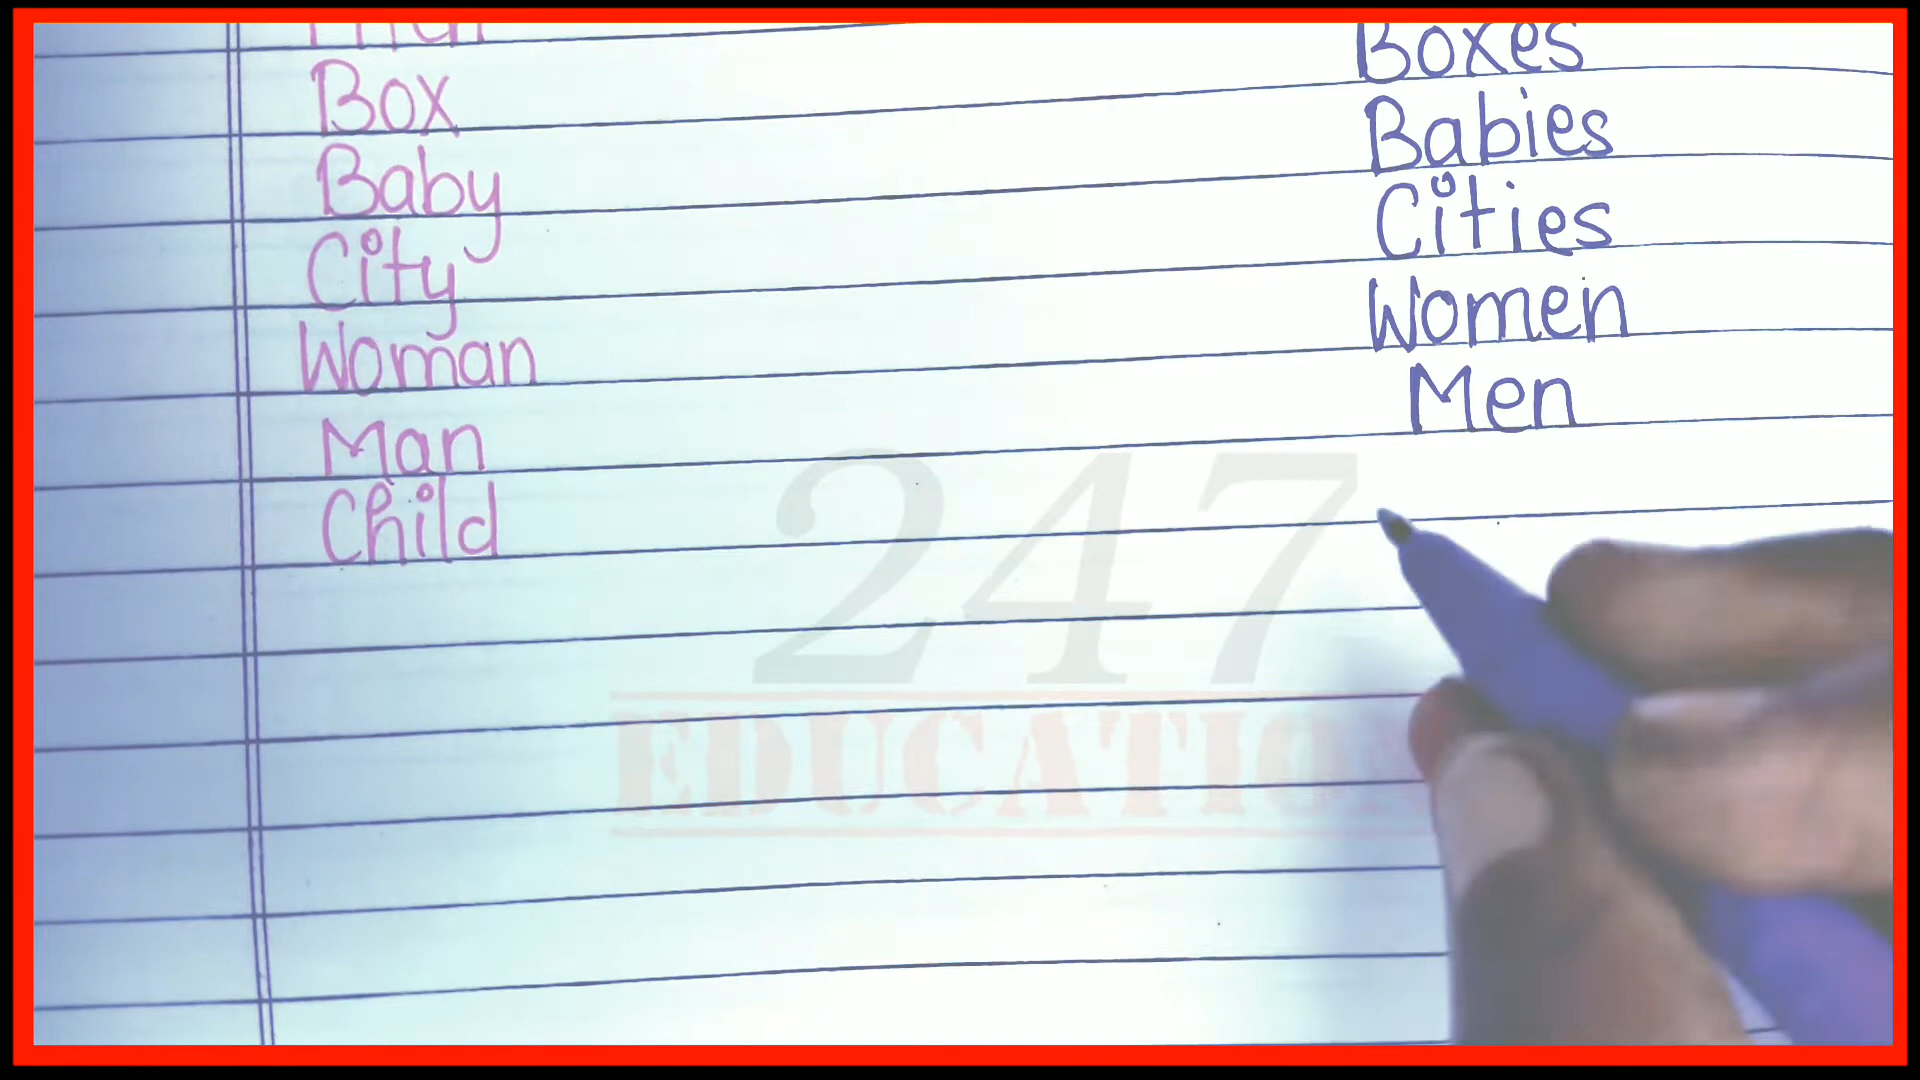 Boxes
Box
Babies
Baby
Cities
City
Women
Woman
Men
Man
Child
247
EDUCATION